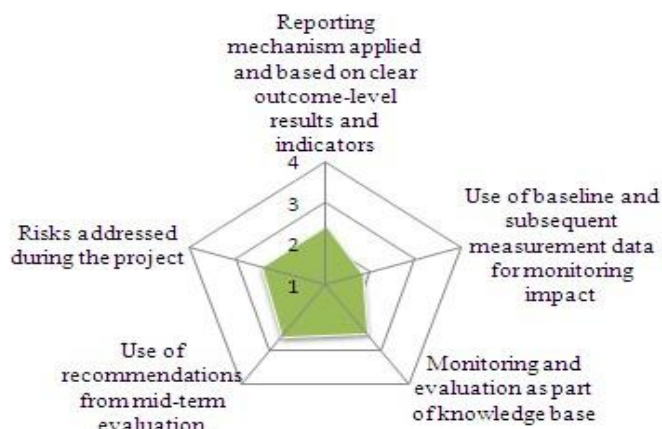 Reporting
mechanism applied
and based on clear
outcome-level
results and
indicators
4
3
2
1
Use of baseline and
subsequent
measurement data
for monitoring
impact
Monitoring and
evaluation as part
of knowledge base
Use of
recommendations
from mid-term
evaluation
Risks addressed
during the project